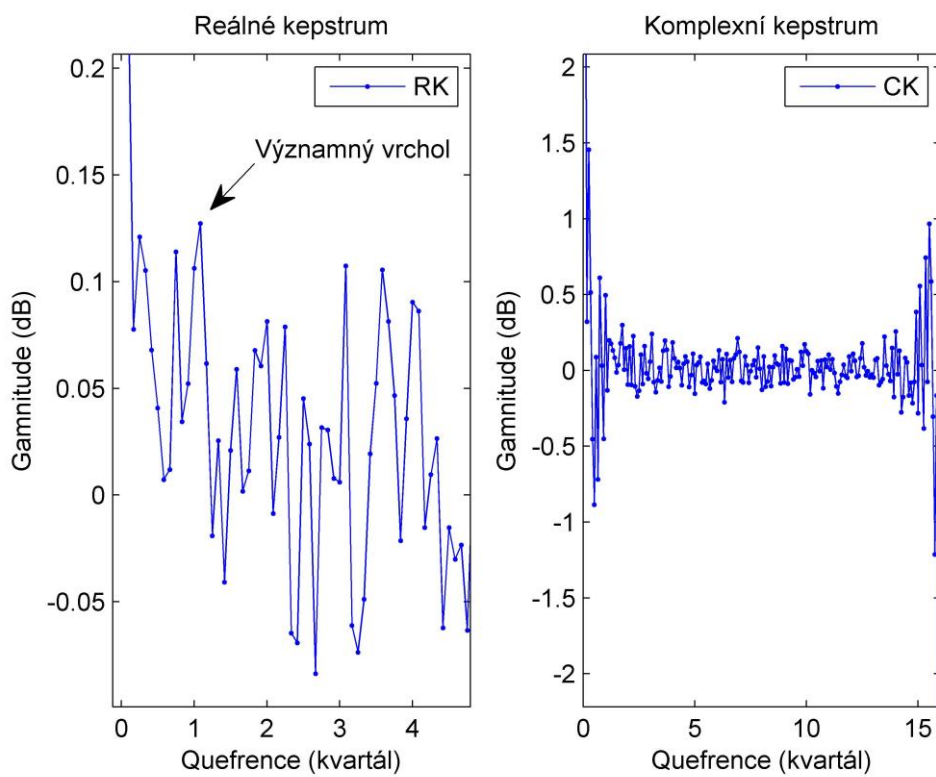 Reálné kepstrum
0.2
0.15
0.1
0.05
0
-0.05
Gamnitude (dB)
RK
Významný vrchol
0 1 2 3 4
Quefrence (kvartál)
Komplexní kepstrum
2
1.5
1
0.5
0
-0.5
-1
-1.5
-2
Gamnitude (dB)
CK
0 5 10 15
Quefrence (kvartál)